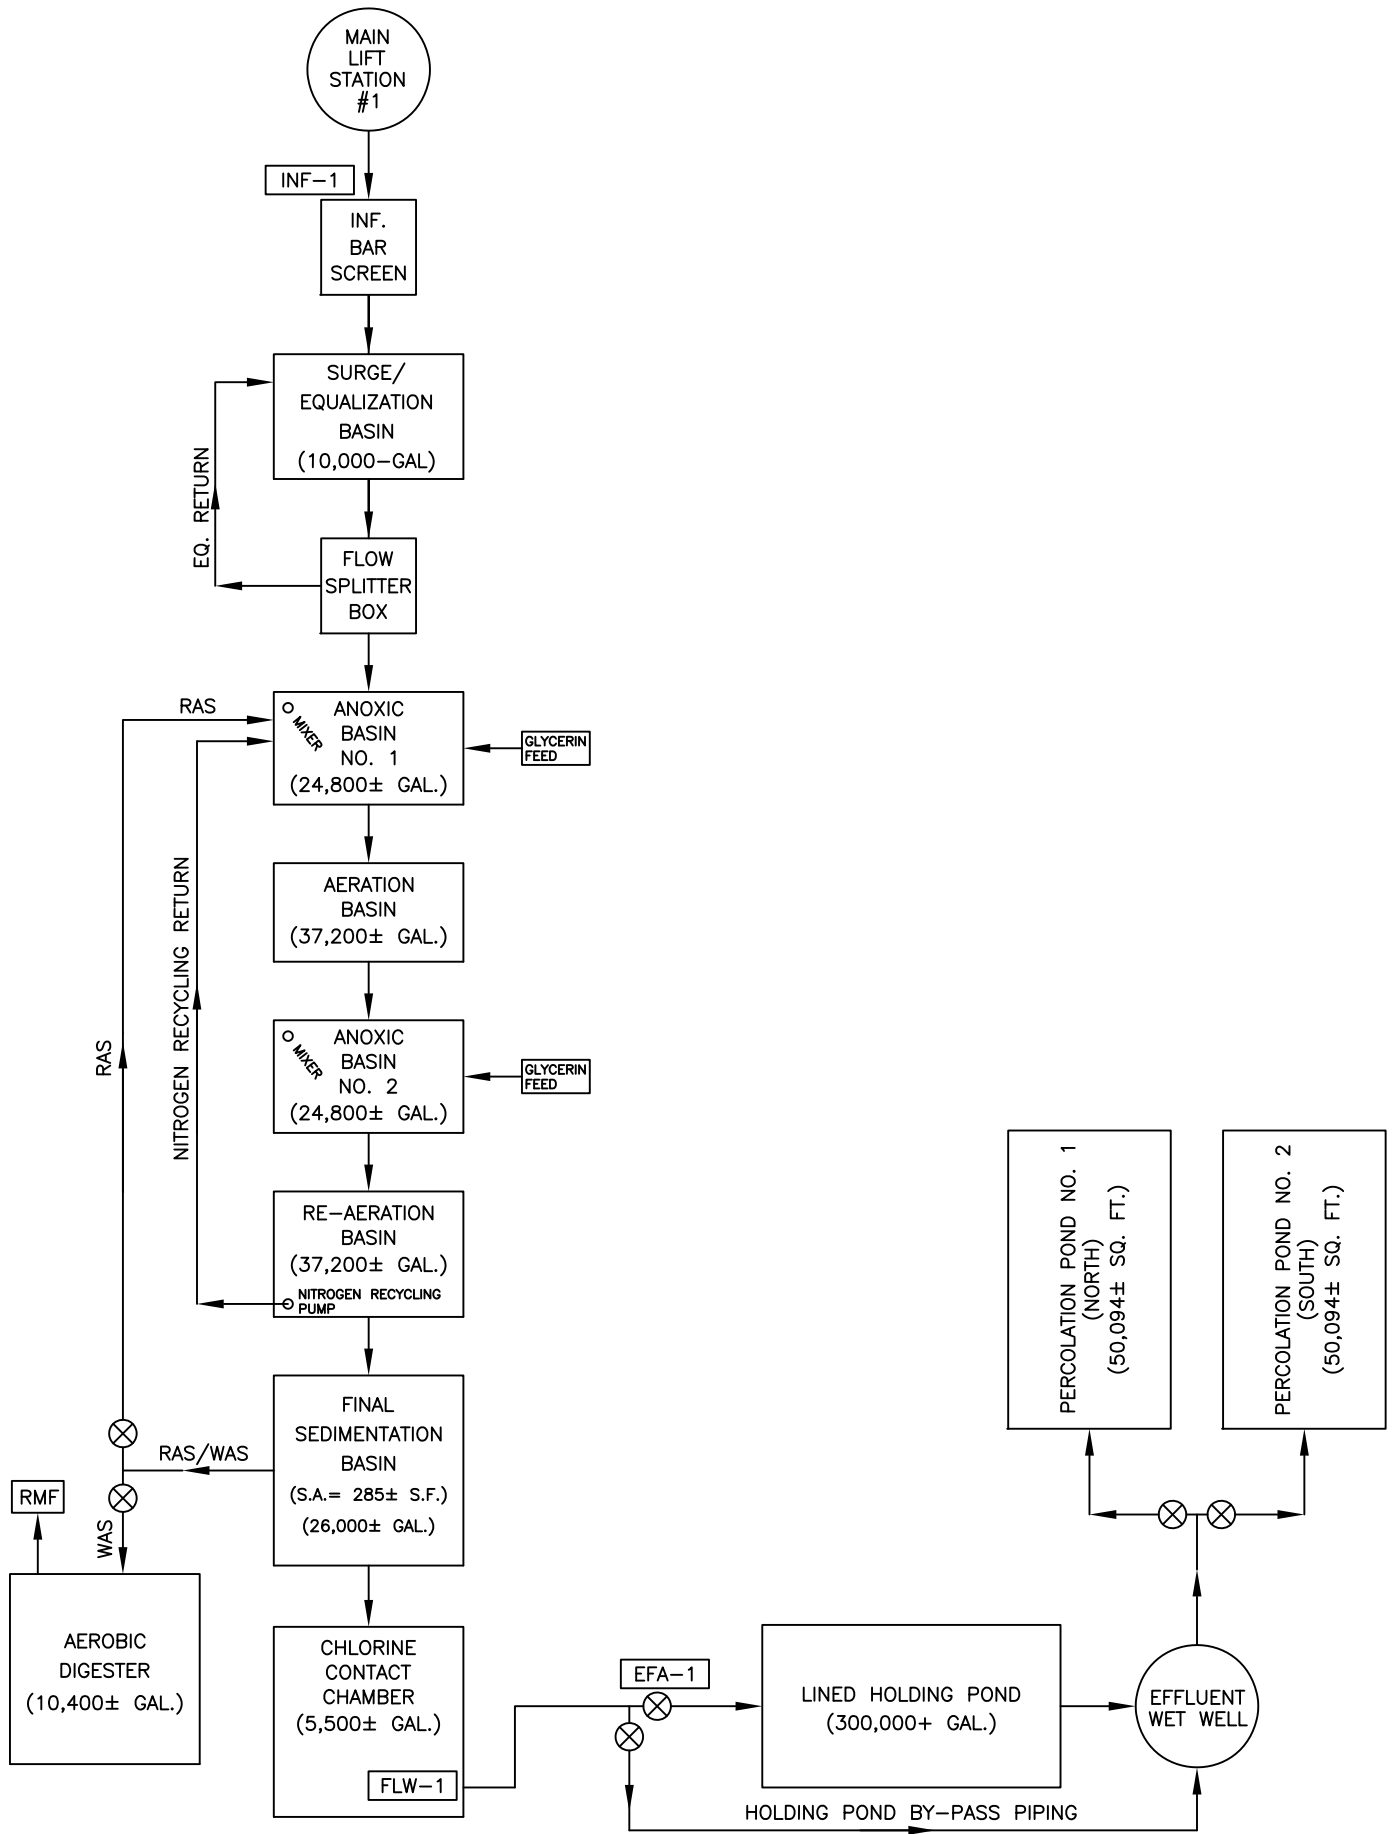 MAIN
LIFT
STATION
#1
INF-1
INF.
BAR
SCREEN
SURGE/
EQUALIZATION
BASIN
(10,000-GAL)
EQ. RETURN
FLOW
SPLITTER
BOX
RAS
MIXER
ANOXIC
BASIN
NO. 1
(24,800± GAL.)
GLYCERIN
FEED
AERATION
BASIN
(37,200± GAL.)
NITROGEN RECYCLING RETURN
RAS
MIXER
ANOXIC
BASIN
NO. 2
(24,800± GAL.)
GLYCERIN
FEED
RE-AERATION
BASIN
(37,200± GAL.)
NITROGEN RECYCLING
PUMP
PERCOLATION POND NO. 1
(NORTH)
(50,094± SQ. FT.)
PERCOLATION POND NO. 2
(SOUTH)
(50,094± SQ. FT.)
FINAL
SEDIMENTATION
BASIN
(S.A.= 285± S.F.)
(26,000± GAL.)
RAS/WAS
RMF
WAS
AEROBIC
DIGESTER
(10,400± GAL.)
CHLORINE
CONTACT
CHAMBER
(5,500± GAL.)
FLW-1
EFA-1
LINED HOLDING POND
(300,000+ GAL.)
EFFLUENT
WET WELL
HOLDING POND BY-PASS PIPING